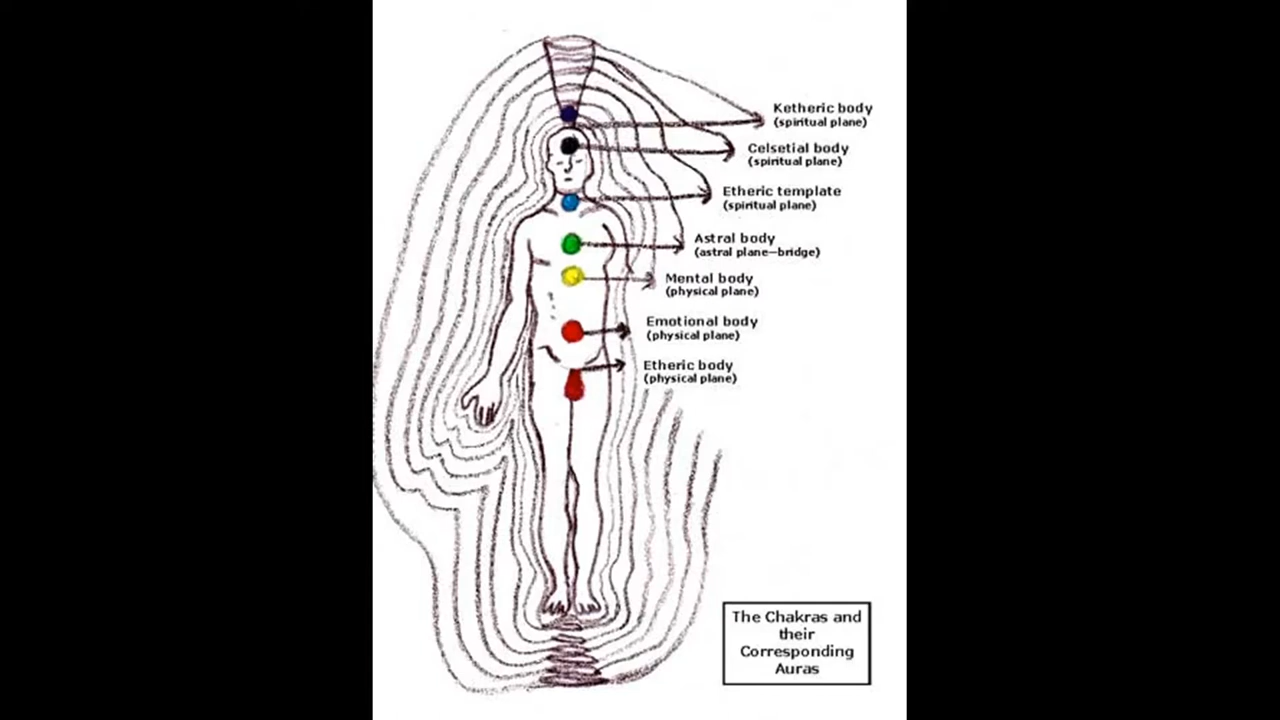 Ketheric body
(spiritual plane)
Celsetial body
(spiritual plane)
Etheric template
(spiritual plane)
Astral body
(astral plane—bridge)
Mental body
(physical plane)
Emotional body
(physical plane)
Etheric body
(physical plane)
The Chakras and
their
Corresponding
Auras